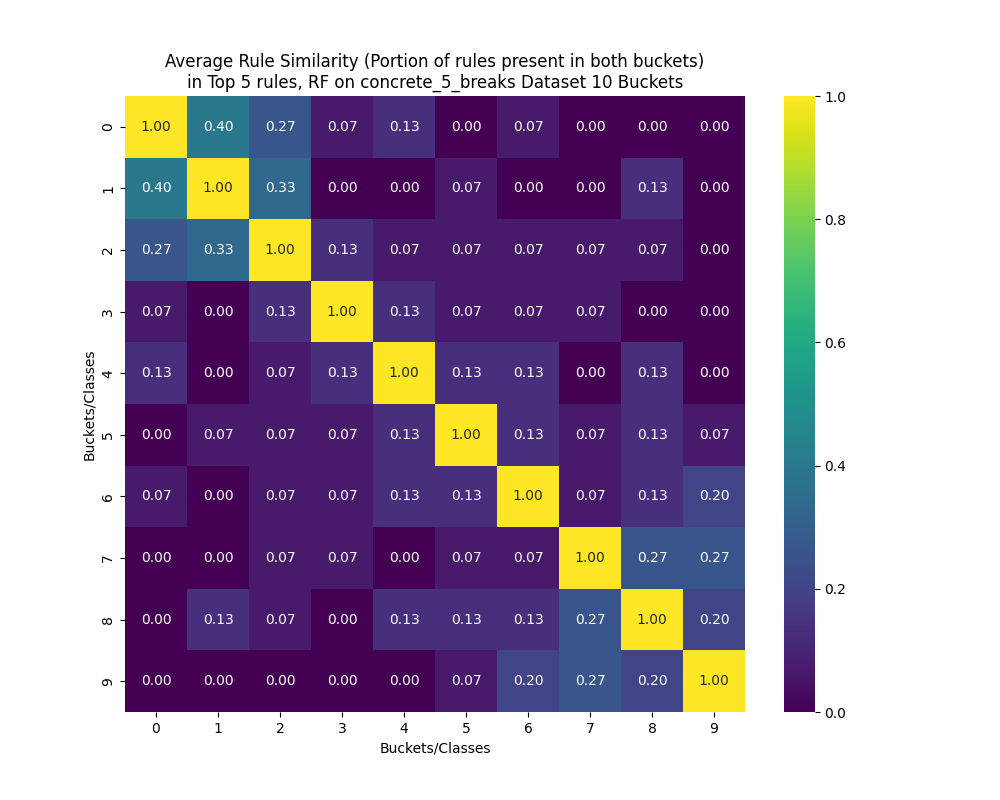 Average Rule Similarity (Portion of rules present in both buckets)
in Top 5 rules, RF on concrete_5_breaks Dataset 10 Buckets
Buckets/Classes
0 1.00 0.40 0.27 0.07 0.13 0.00 0.07 0.00 0.00 0.00
1 0.40 1.00 0.33 0.00 0.00 0.07 0.00 0.00 0.13 0.00
2 0.27 0.33 1.00 0.13 0.07 0.07 0.07 0.07 0.07 0.00
3 0.07 0.00 0.13 1.00 0.13 0.07 0.07 0.07 0.00 0.00
4 0.13 0.00 0.07 0.13 1.00 0.13 0.13 0.00 0.13 0.00
5 0.00 0.07 0.07 0.07 0.13 1.00 0.13 0.07 0.13 0.07
6 0.07 0.00 0.07 0.07 0.13 0.13 1.00 0.07 0.13 0.20
7 0.00 0.00 0.07 0.07 0.00 0.07 0.07 1.00 0.27 0.27
8 0.00 0.13 0.07 0.00 0.13 0.13 0.13 0.27 1.00 0.20
9 0.00 0.00 0.00 0.00 0.00 0.07 0.20 0.27 0.20 1.00
0 1 2 3 4 5 6 7 8 9
Buckets/Classes
1.0
0.8
0.6
0.4
0.2
0.0